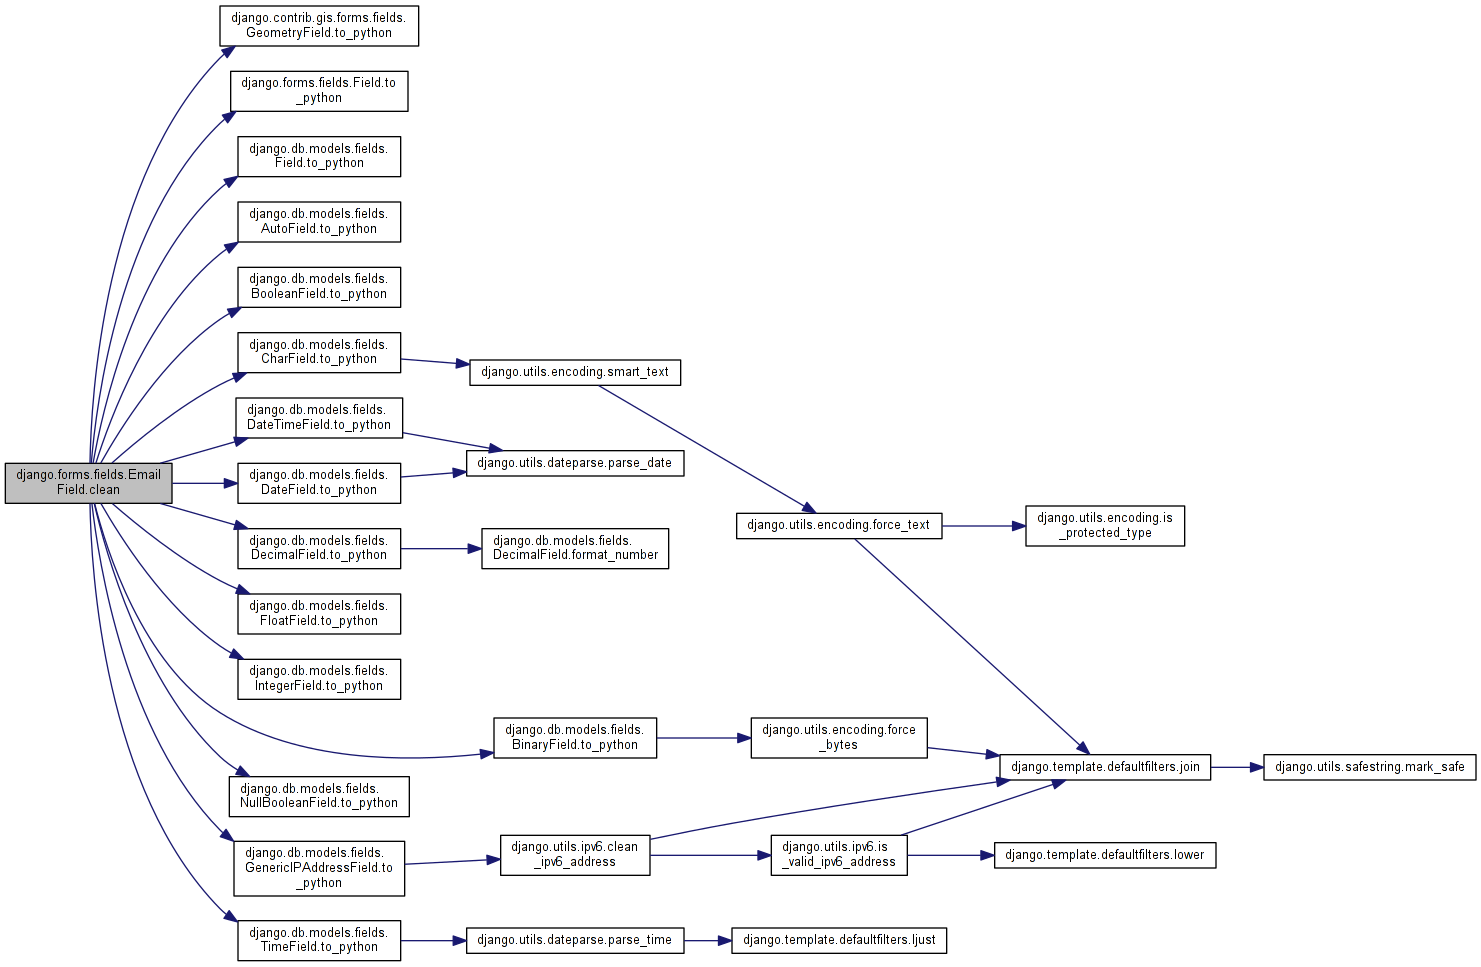 django.contrib.gis.forms.fields.
GeometryField.to_python
django.forms.fields.Field.to
_python
django.db.models.fields.
Field.to_python
django.db.models.fields.
AutoField.to_python
django.db.models.fields.
BooleanField.to_python
django.db.models.fields.
CharField.to_python
django.utils.encoding.smart_text
django.db.models.fields.
DateTimeField.to_python
django.utils.dateparse.parse_date
django.forms.fields.Email
Field.clean
django.db.models.fields.
DateField.to_python
django.utils.encoding.force_text
django.utils.encoding.is
_protected_type
django.db.models.fields.
DecimalField.to_python
django.db.models.fields.
DecimalField.format_number
django.db.models.fields.
FloatField.to_python
django.db.models.fields.
IntegerField.to_python
django.db.models.fields.
BinaryField.to_python
django.utils.encoding.force
_bytes
django.template.defaultfilters.join
django.utils.safestring.mark_safe
django.db.models.fields.
NullBooleanField.to_python
django.db.models.fields.
GenericIPAddressField.to
_python
django.utils.ipv6.clean
_ipv6_address
django.utils.ipv6.is
_valid_ipv6_address
django.template.defaultfilters.lower
django.db.models.fields.
TimeField.to_python
django.utils.dateparse.parse_time
django.template.defaultfilters.ljust